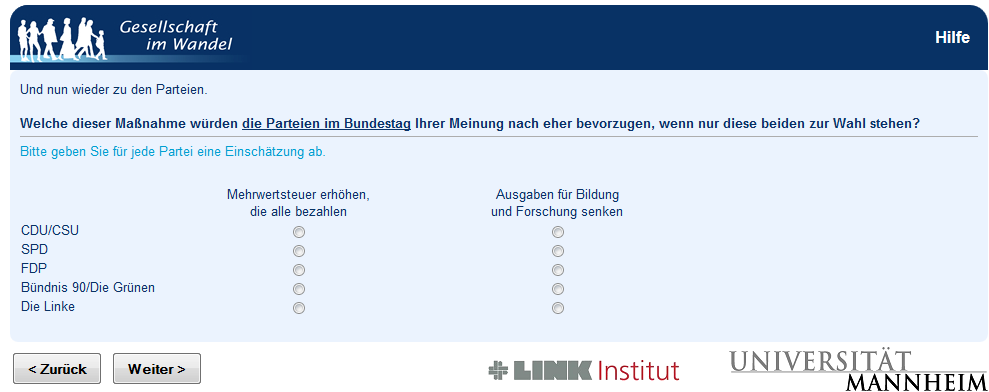 Gesellschaft
im Wandel
Hilfe
Und nun wieder zu den Parteien.
Welche dieser Maßnahme würden die Parteien im Bundestag Ihrer Meinung nach eher bevorzugen, wenn nur diese beiden zur Wahl stehen?
Bitte geben Sie für jede Partei eine Einschätzung ab.
Mehrwertsteuer erhöhen,
die alle bezahlen
Ausgaben für Bildung
und Forschung senken
CDU/CSU
SPD
FDP
Bündnis 90/Die Grünen
Die Linke
< Zurück
Weiter >
LINK Institut
UNIVERSITÄT
MANNHEIM